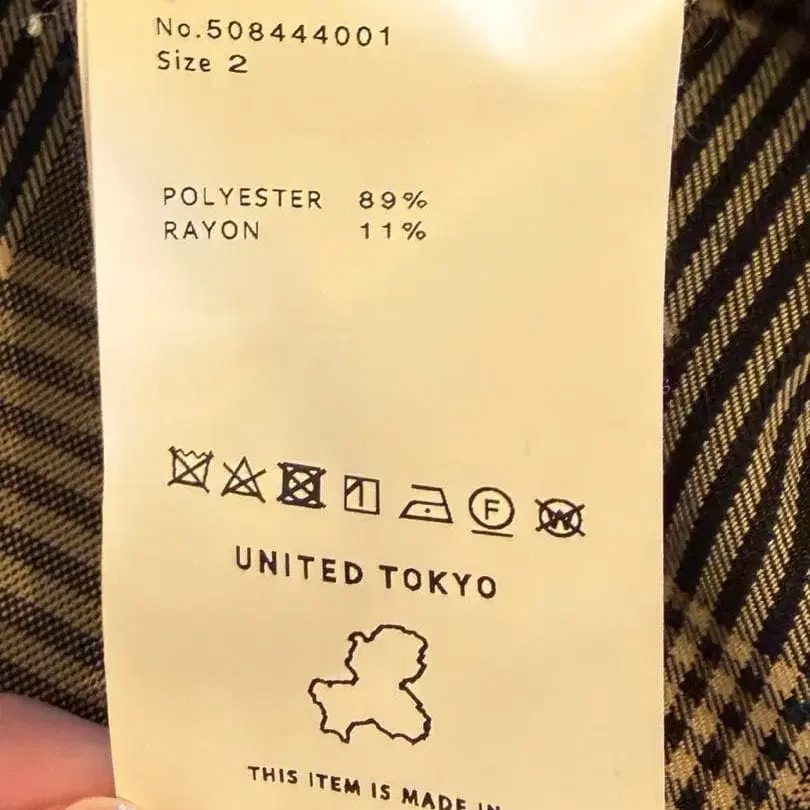 No.508444001
Size 2
POLYESTER 89%
RAYON 11%
F W
UNITED TOKYO
THIS ITEM IS MADE IN